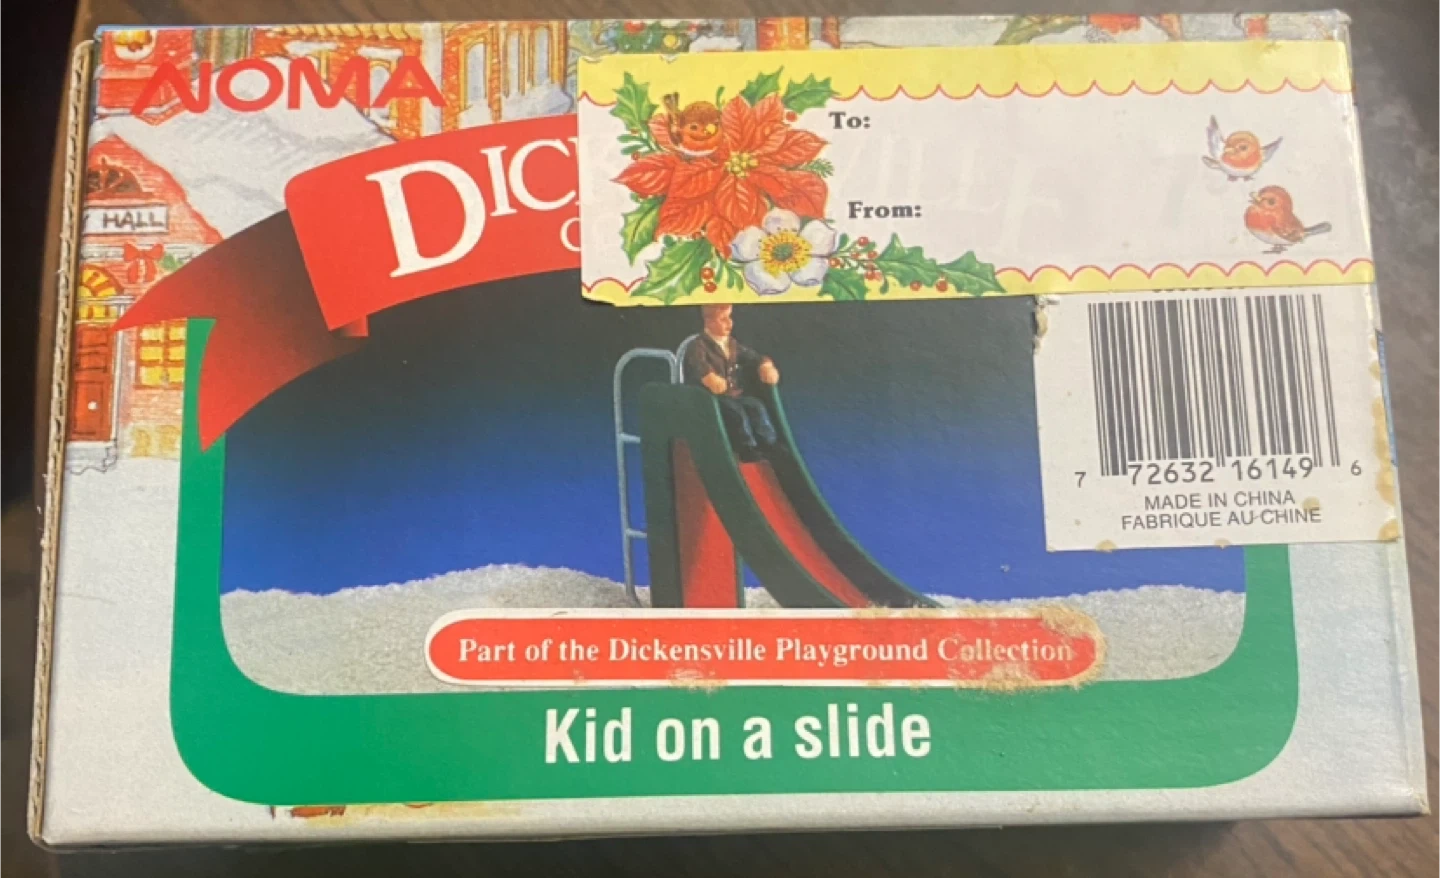 NOMA
HALL
To:
From:
7 72632 16149 6
MADE IN CHINA
FABRIQUE AU CHINE
Part of the Dickensville Playground Collection
Kid on a slide